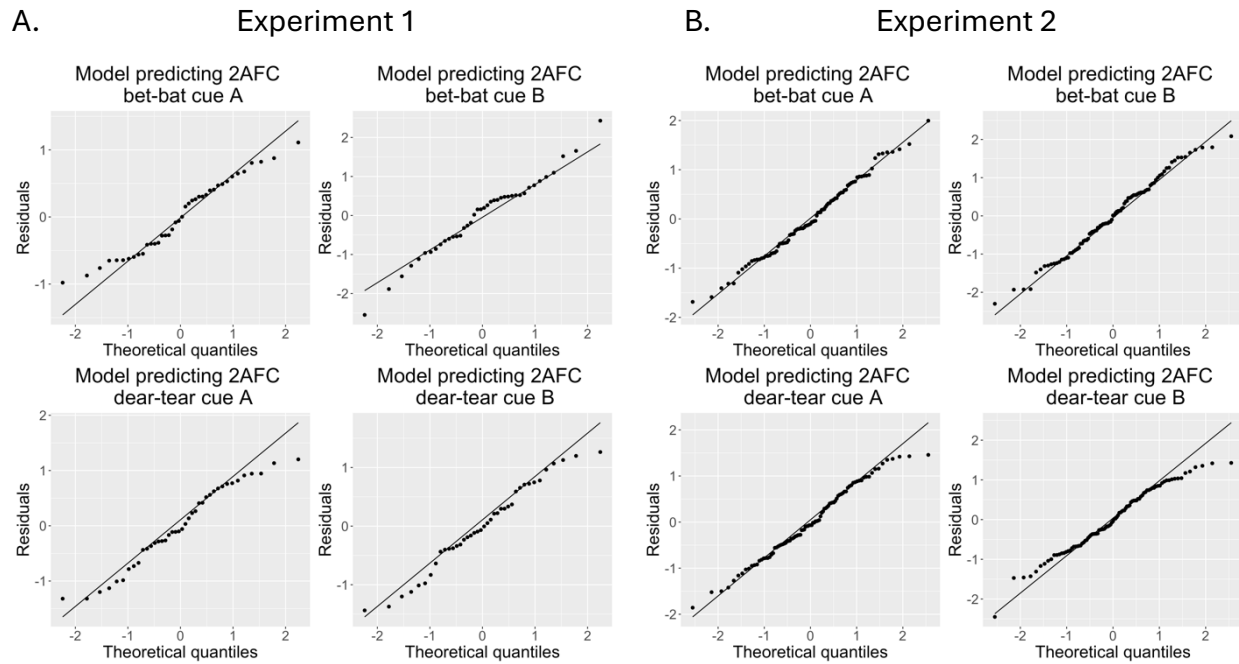 A.
Experiment 1
B.
Experiment 2
Model predicting 2AFC
bet-bat cue A
Residuals
1
0
-1
-2
-1
0
1
2
Theoretical quantiles
Model predicting 2AFC
bet-bat cue B
Residuals
2
1
0
-1
-2
-2
-1
0
1
2
Theoretical quantiles
Model predicting 2AFC
bet-bat cue A
Residuals
2
1
0
-1
-2
-2
-1
0
1
2
Theoretical quantiles
Model predicting 2AFC
bet-bat cue B
Residuals
2
1
0
-1
-2
-2
-1
0
1
2
Theoretical quantiles
Model predicting 2AFC
dear-tear cue A
Residuals
2
1
0
-1
-2
-1
0
1
2
Theoretical quantiles
Model predicting 2AFC
dear-tear cue B
Residuals
1
0
-1
-2
-1
0
1
2
Theoretical quantiles
Model predicting 2AFC
dear-tear cue A
Residuals
2
1
0
-1
-2
-2
-1
0
1
2
Theoretical quantiles
Model predicting 2AFC
dear-tear cue B
Residuals
2
1
0
-1
-2
-2
-1
0
1
2
Theoretical quantiles